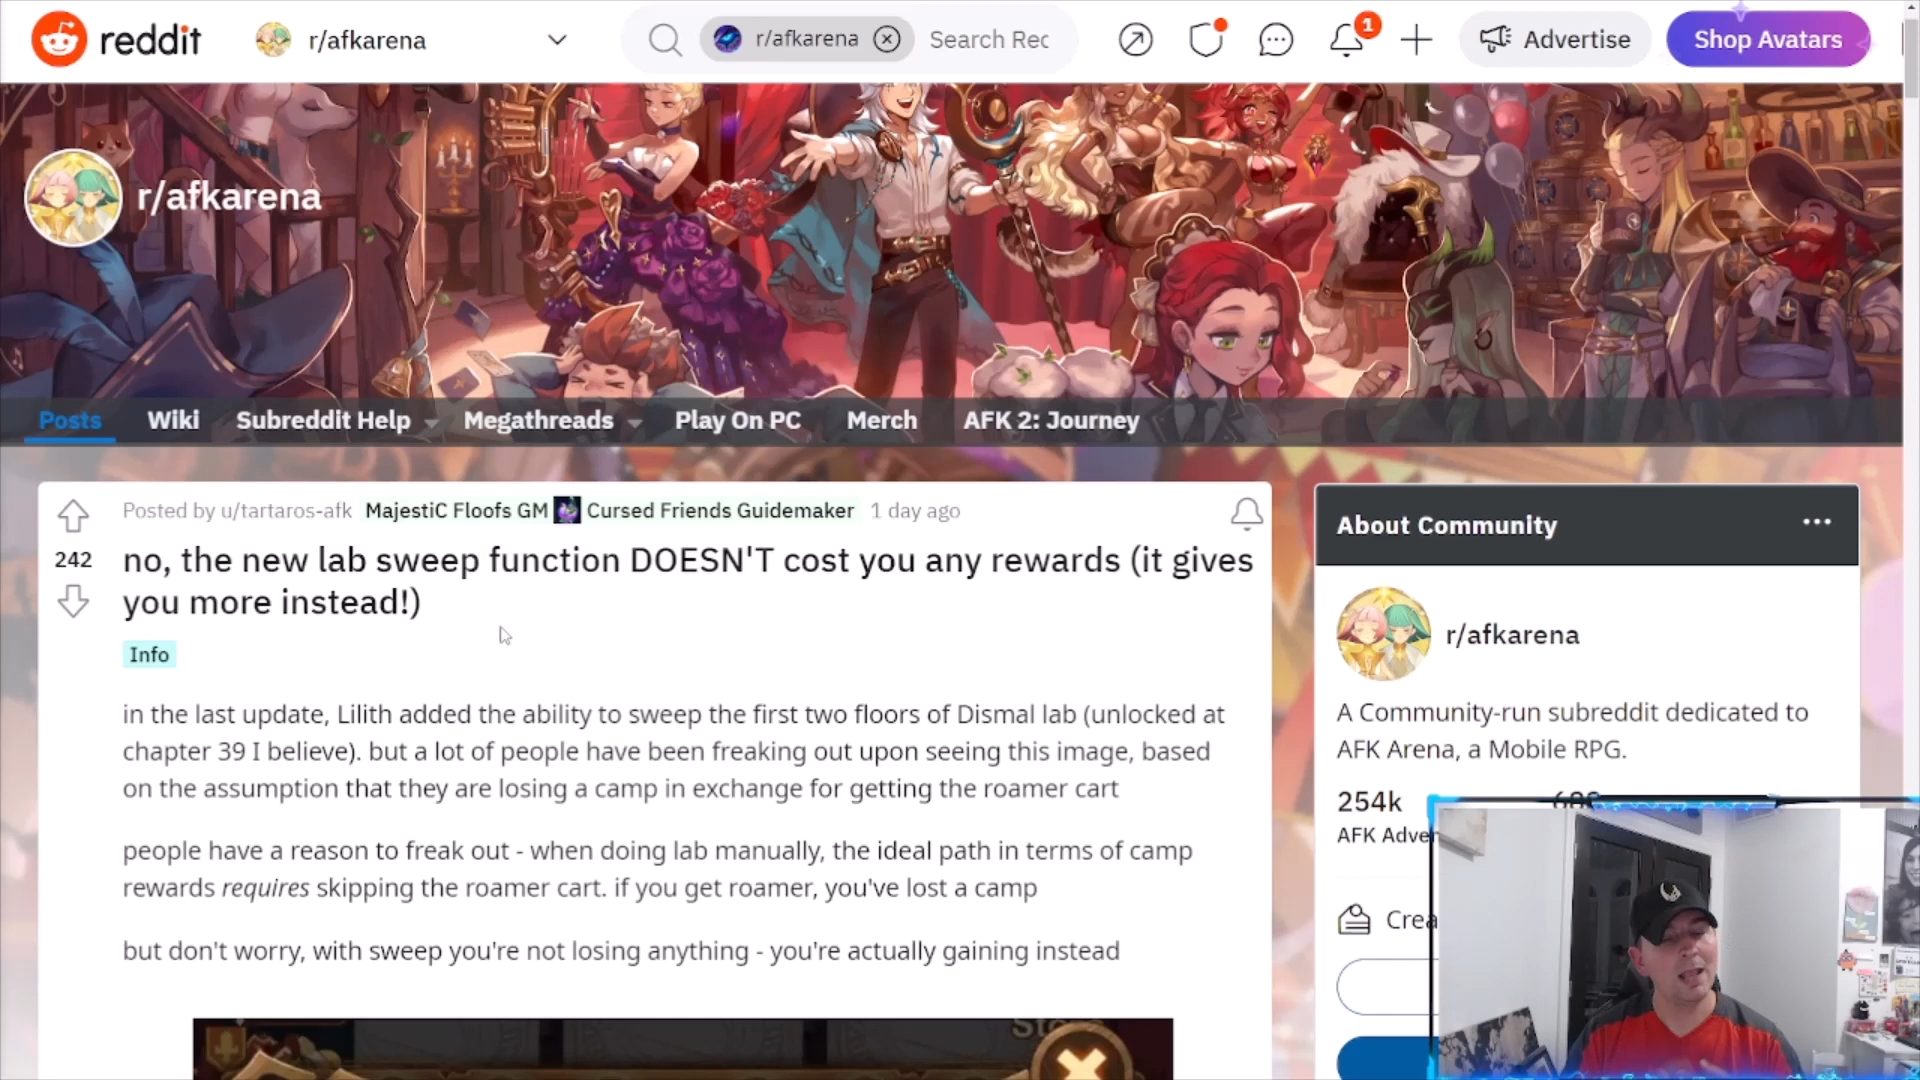 reddit
r/afkarena
r/afkarena
Search Rec
1
Advertise
Shop Avatars
r/afkarena
Posts
Wiki
Subreddit Help
Megathreads
Play On PC
Merch
AFK 2: Journey
Posted by u/tartaros-afk MajestiC Floofs GM Cursed Friends Guidemaker 1 day ago
242
no, the new lab sweep function DOESN'T cost you any rewards (it gives
you more instead!)
Info
in the last update, Lilith added the ability to sweep the first two floors of Dismal lab (unlocked at
chapter 39 I believe). but a lot of people have been freaking out upon seeing this image, based
on the assumption that they are losing a camp in exchange for getting the roamer cart
people have a reason to freak out - when doing lab manually, the ideal path in terms of camp
rewards requires skipping the roamer cart. if you get roamer, you've lost a camp
but don't worry, with sweep you're not losing anything - you're actually gaining instead
About Community
r/afkarena
A Community-run subreddit dedicated to
AFK Arena, a Mobile RPG.
254k
AFK Adve
Crea